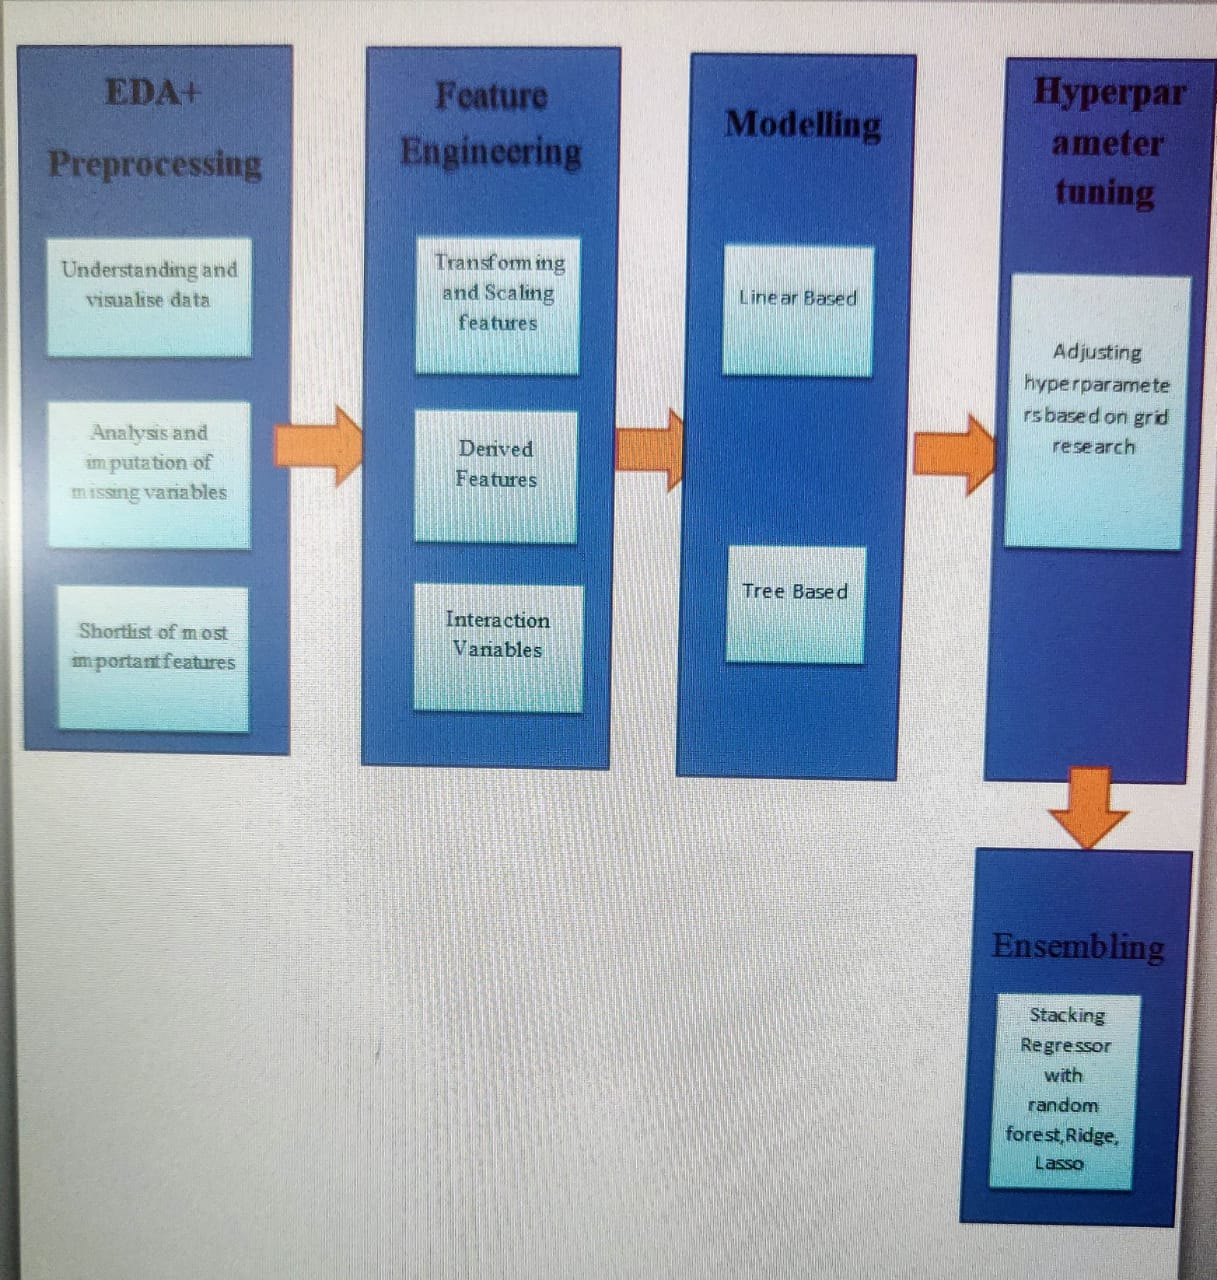 EDA+
Preprocessing
Understanding and
visualise data
Analysis and
imputation of
missing variables
Shortlist of most
important features
Feature
Engineering
Transforming
and Scaling
features
Derived
Features
Interaction
Variables
Modelling
Linear Based
Tree Based
Hyperpar
ameter
tuning
Adjusting
hyperparamete
rs based on grid
research
Ensembling
Stacking
Regressor
with
random
forest,Ridge,
Lasso